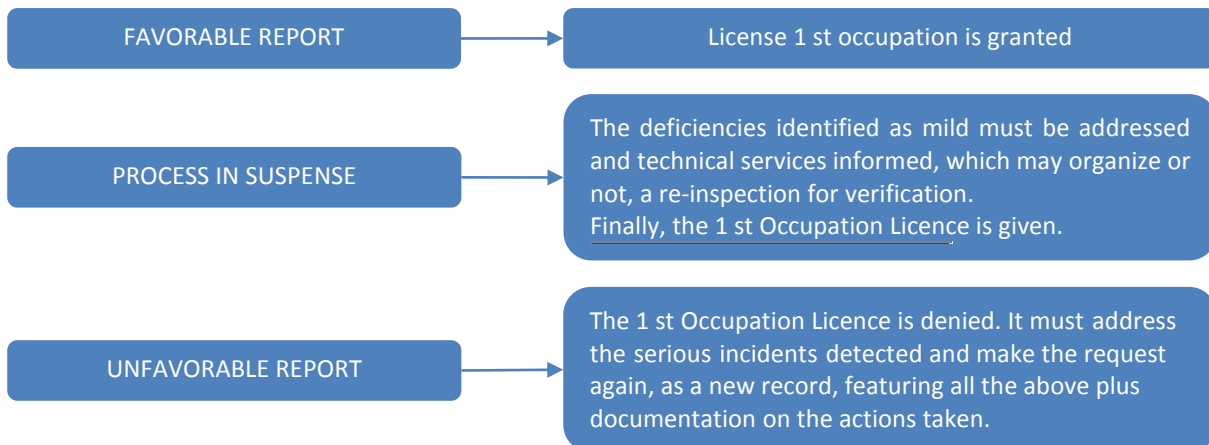 FAVORABLE REPORT
License 1 st occupation is granted
PROCESS IN SUSPENSE
The deficiencies identified as mild must be addressed
and technical services informed, which may organize or
not, a re-inspection for verification.
Finally, the 1 st Occupation Licence is given.
UNFAVORABLE REPORT
The 1 st Occupation Licence is denied. It must address
the serious incidents detected and make the request
again, as a new record, featuring all the above plus
documentation on the actions taken.